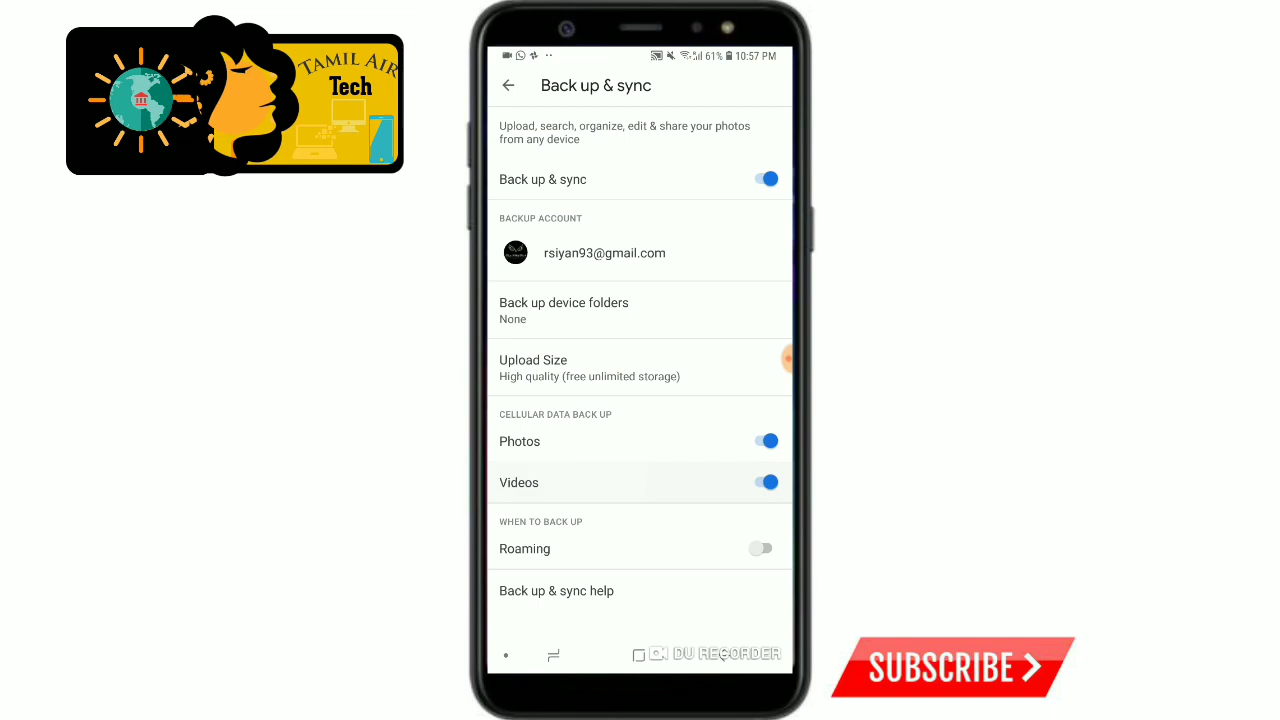 TAMIL AIR
Tech
61% 10:57 PM
Back up & sync
Upload, search, organize, edit & share your photos
from any device
Back up & sync
BACKUP ACCOUNT
rsiyan93@gmail.com
Back up device folders
None
Upload Size
High quality (free unlimited storage)
CELLULAR DATA BACK UP
Photos
Videos
WHEN TO BACK UP
Roaming
Back up & sync help
DU RECORDER
SUBSCRIBE